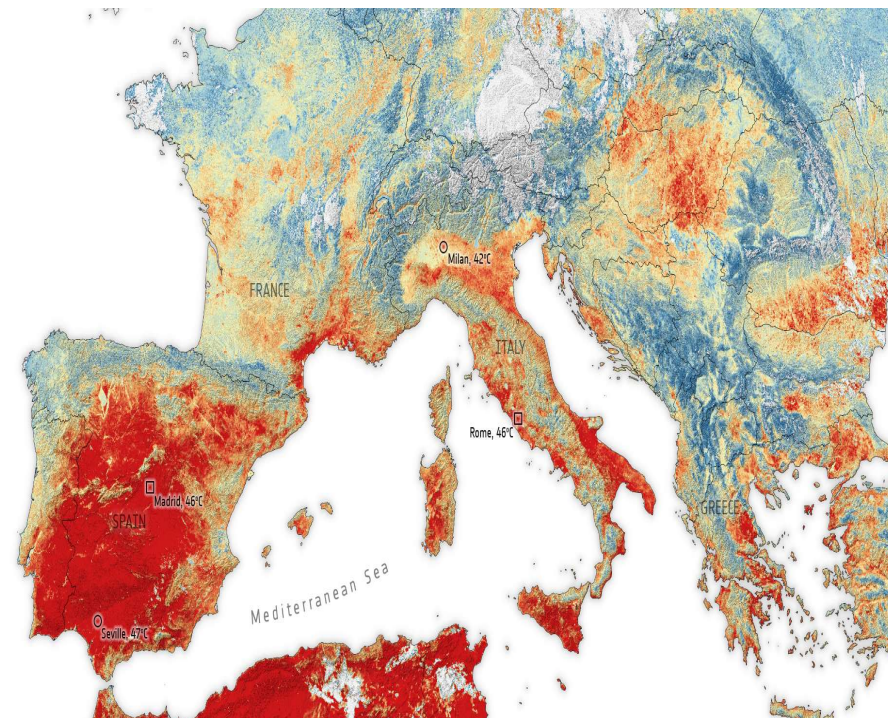 Milan, 42°C
FRANCE
ITALY
Rome, 46°C
Madrid, 46°C
SPAIN
GREECE
Mediterranean Sea
Seville, 47°C